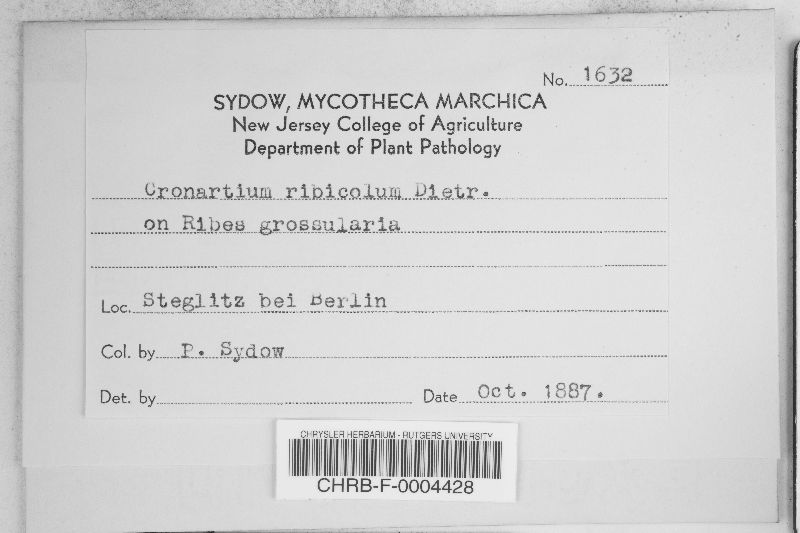 No. 1632
SYDOW, MYCOTHECA MARCHICA
New Jersey College of Agriculture
Department of Plant Pathology
Cronartium ribicolum Dietr.
on Ribes grossularia
Loc. Steglitz bei Berlin
Col. by P. Sydow
Det. by
Date Oct. 1887.
CHRYSLER HERBARIUM - RUTGERS UNIVERSITY
CHRB-F-0004428